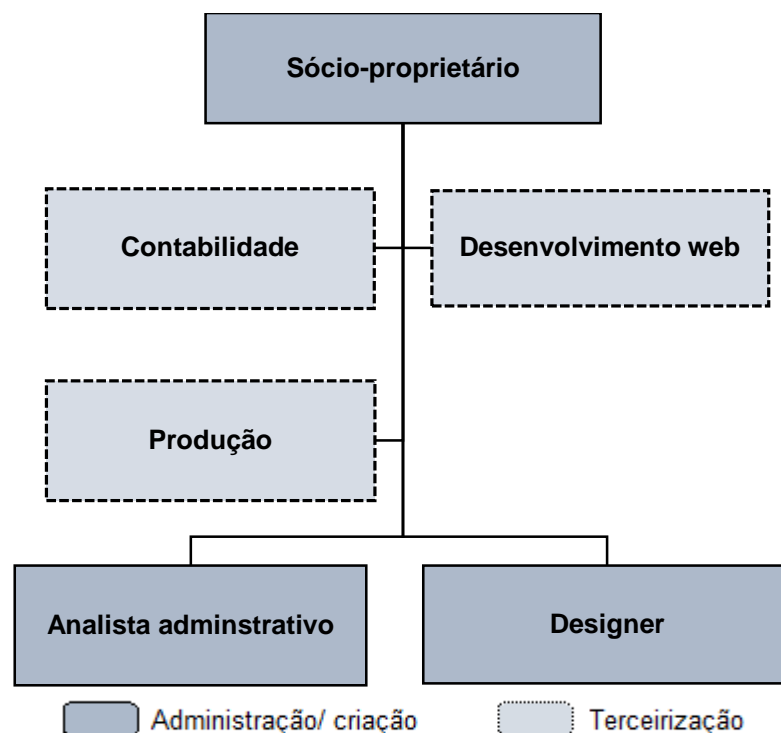 Sócio-proprietário
Contabilidade
Desenvolvimento web
Produção
Analista adminstrativo
Designer
Administração/ criação
Terceirização